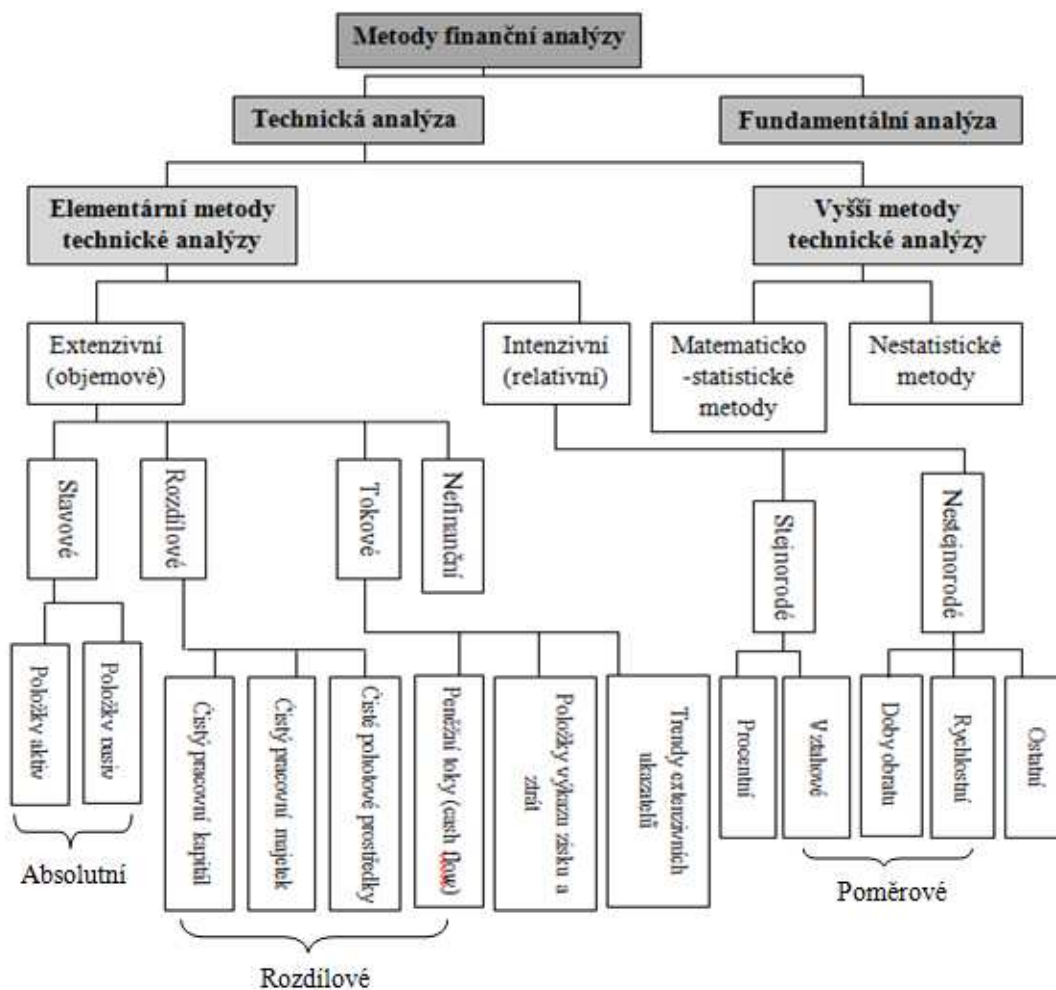 Metody finanční analýzy
Technická analýza
Fundamentální analýza
Elementární metody
technické analýzy
Vyšší metody
technické analýzy
Extenzivní
(objemové)
Intenzivní
(relativní)
Matematicko
-statistické
metody
Nestatistické
metody
Stavové
Rozdílové
Tokové
Nefinanční
Stejnorodé
Nestejnorodé
Položky aktiv
Položky pasiv
Čistý pracovní kapitál
Čistý pracovní majetek
Čisté pohotové prostředky
Peněžní toky (cash flow)
Položky výkazu zisku a
ztrát
Trendy extenzivních
ukazatelů
Procentní
Vztahové
Doby obratu
Rychlostní
Ostatní
Absolutní
Rozdílové
Poměrové